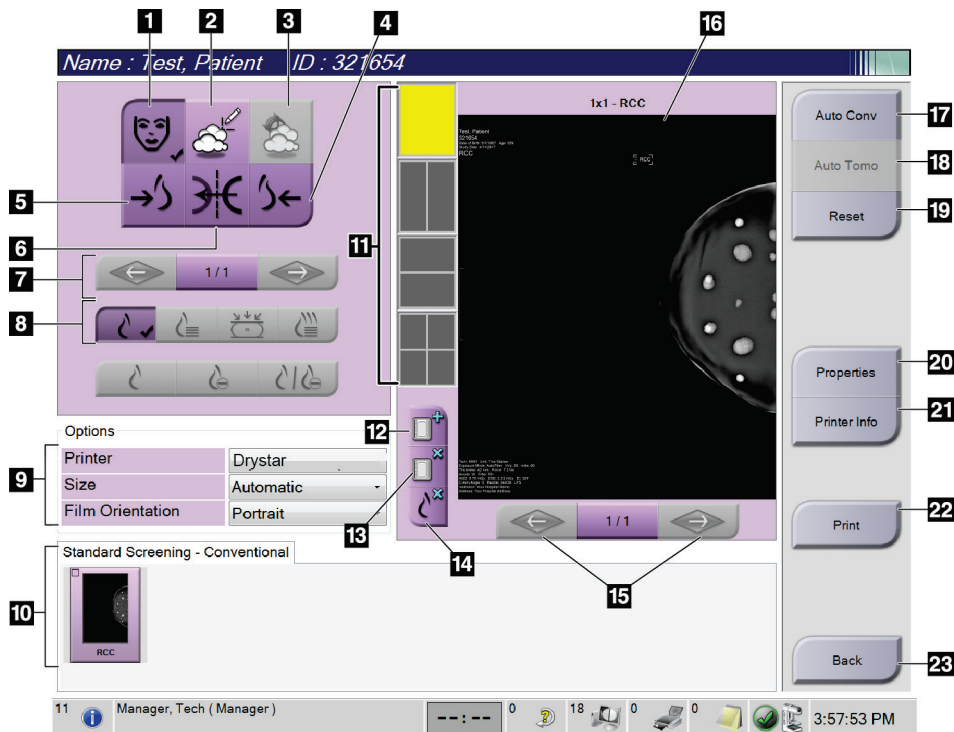 1
2
3
4
16
Name : Test, Patient ID : 321654
1x1 - RCC
Test, Patient
321654
RCC
RCC
Auto Conv
17
Auto Tomo
18
Reset
19
5
6
11
7
1 / 1
8
Properties
20
Printer Info
21
12
Options
9
Printer
Drystar
Size
Automatic
Film Orientation
Portrait
13
14
1 / 1
15
Print
22
Standard Screening - Conventional
10
RCC
Back
23
11
Manager, Tech ( Manager )
--:--
0
18
0
0
3:57:53 PM